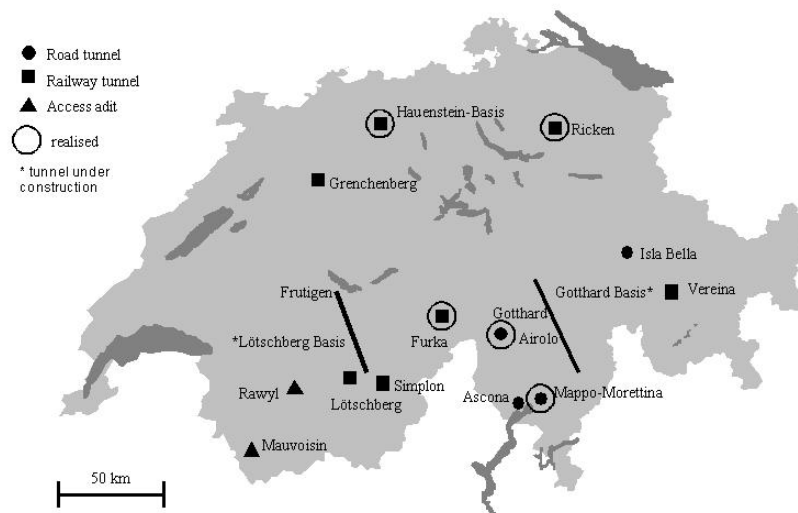 Road tunnel
Railway tunnel
Access adit
realised
* tunnel under
construction
Hauenstein-Basis
Ricken
Grenchenberg
Isla Bella
Frutigen
Gotthard Basis*
Vereina
*Lötschberg Basis
Furka
Gotthard
Airolo
Rawyl
Simplon
Lötschberg
Ascona
Mappo-Morettina
Mauvoisin
50 km